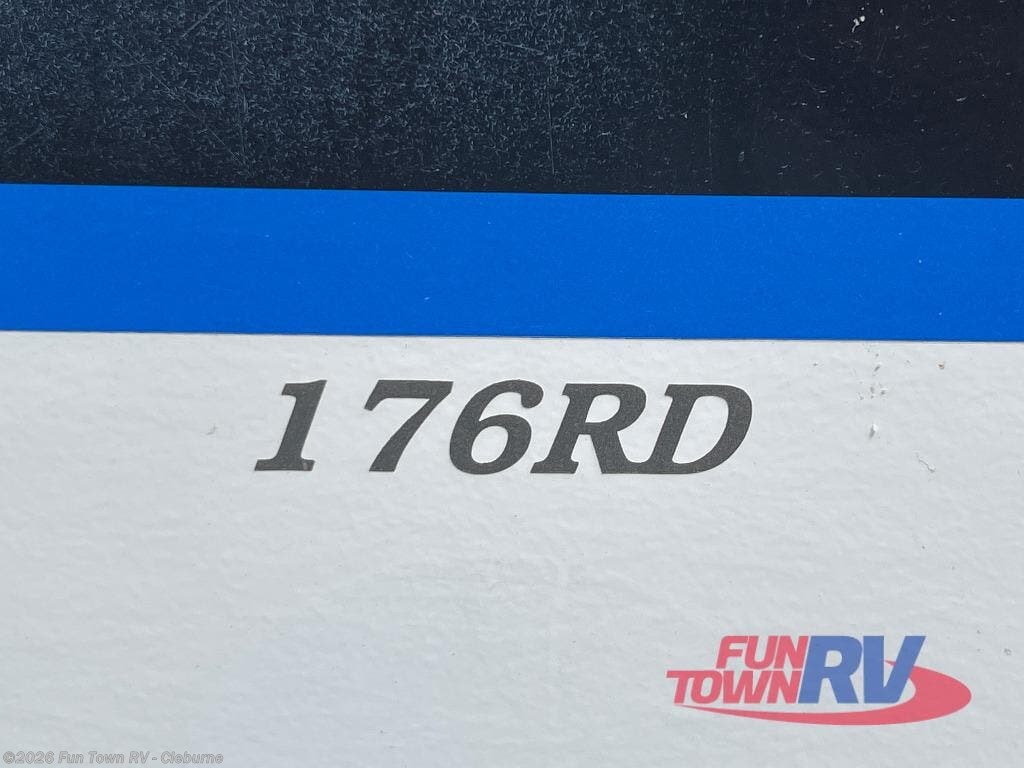 176RD
FUN
TOWN RV
©2026 Fun Town RV - Cleburne